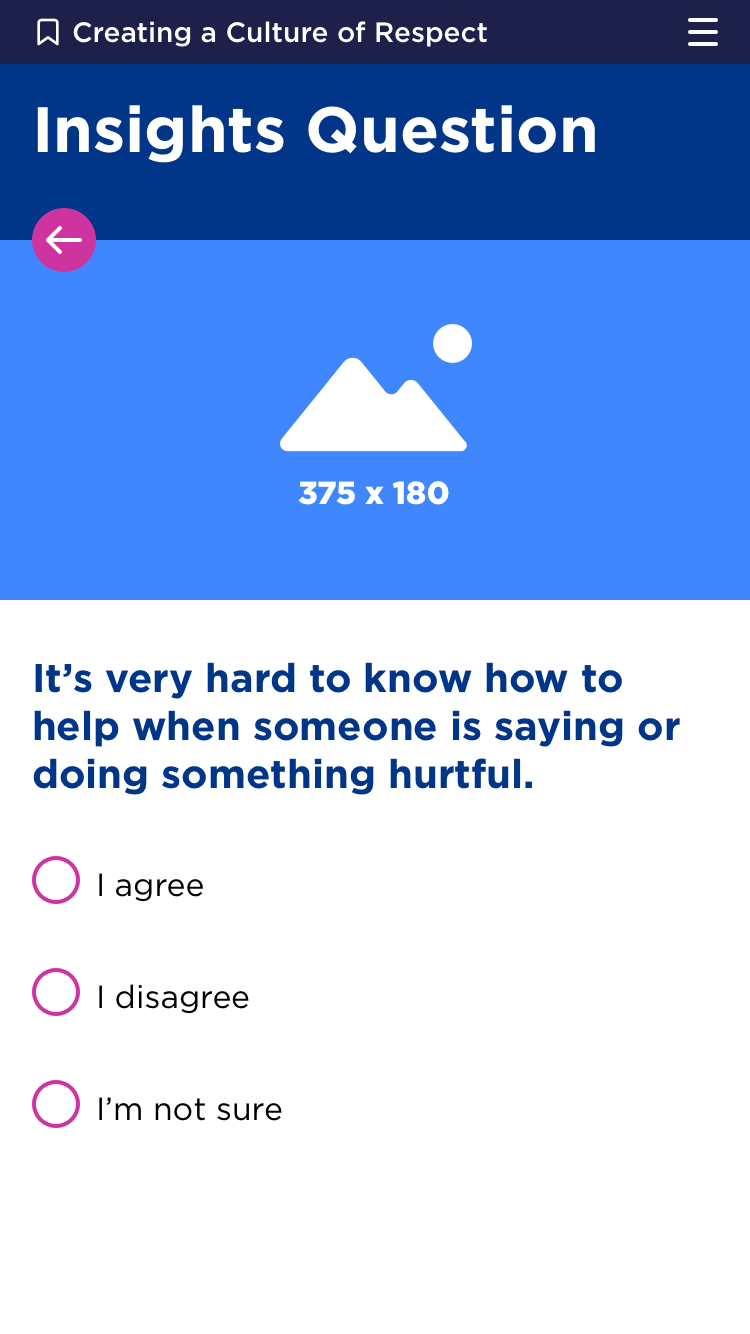 Creating a Culture of Respect
Insights Question
375 x 180
It’s very hard to know how to
help when someone is saying or
doing something hurtful.
I agree
I disagree
I’m not sure